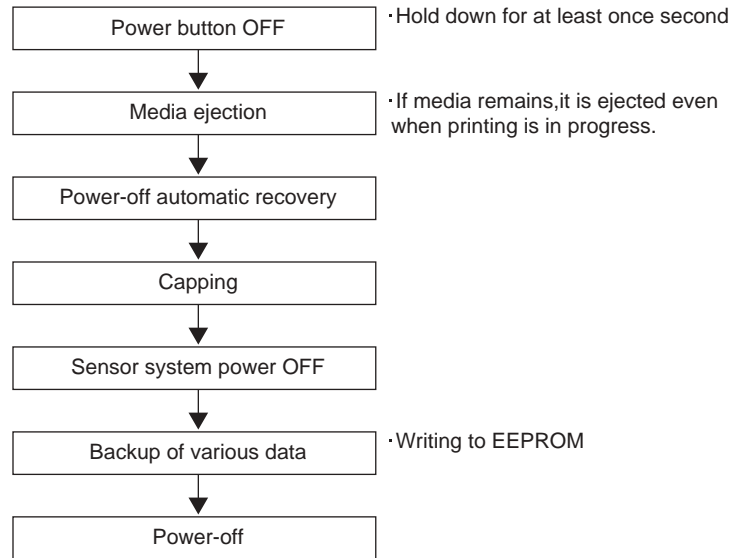 Power button OFF
·Hold down for at least once second
Media ejection
·If media remains,it is ejected even
when printing is in progress.
Power-off automatic recovery
Capping
Sensor system power OFF
Backup of various data
·Writing to EEPROM
Power-off